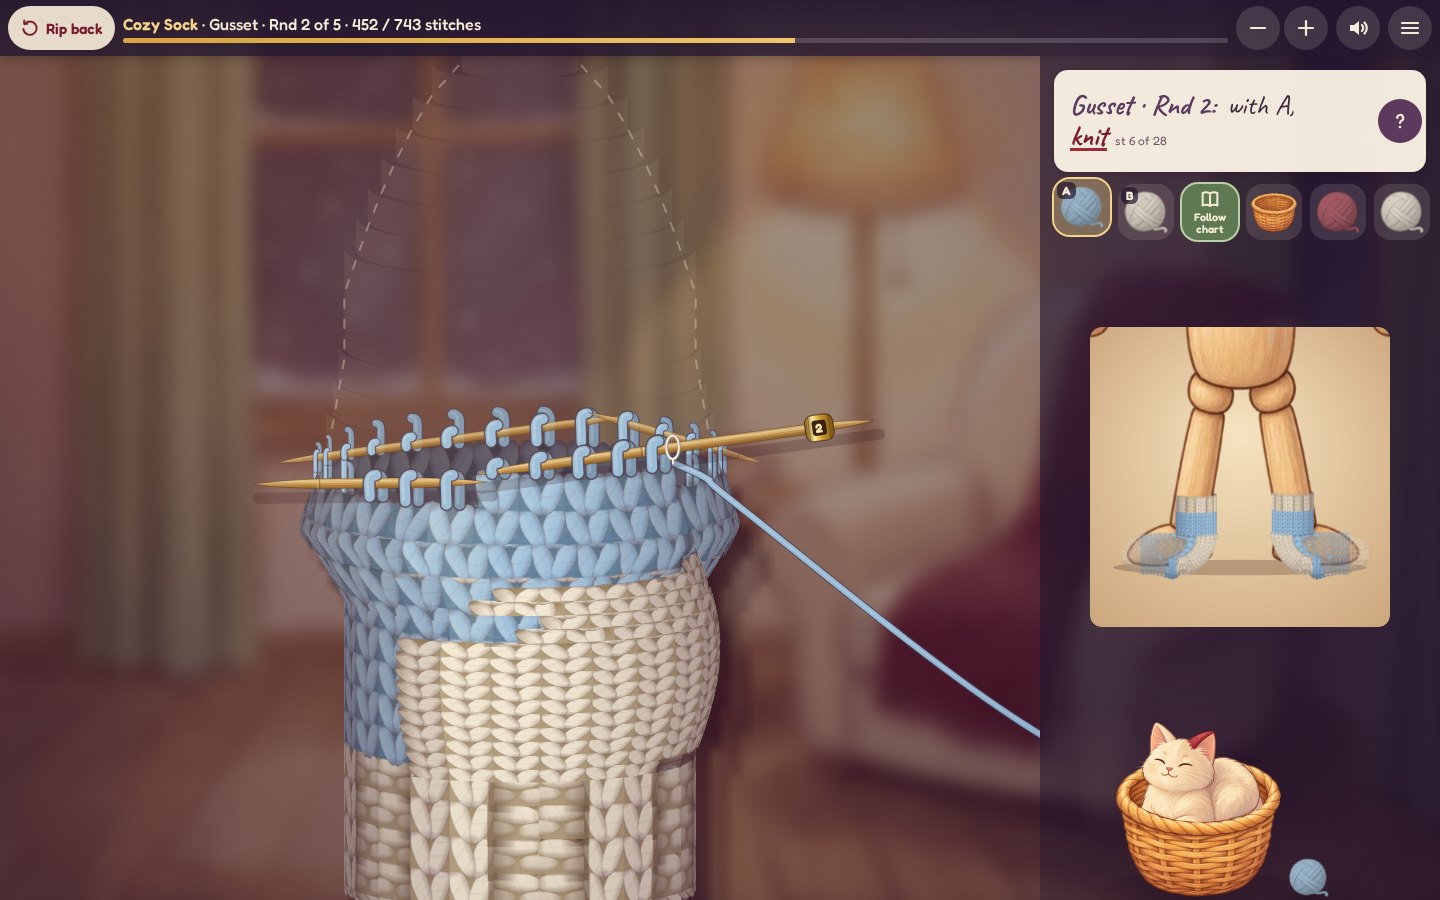 Rip back
Cozy Sock · Gusset · Rnd 2 of 5 · 452 / 743 stitches
Gusset · Rnd 2: with A,
knit st 6 of 28
?
A
B
Follow
chart
2